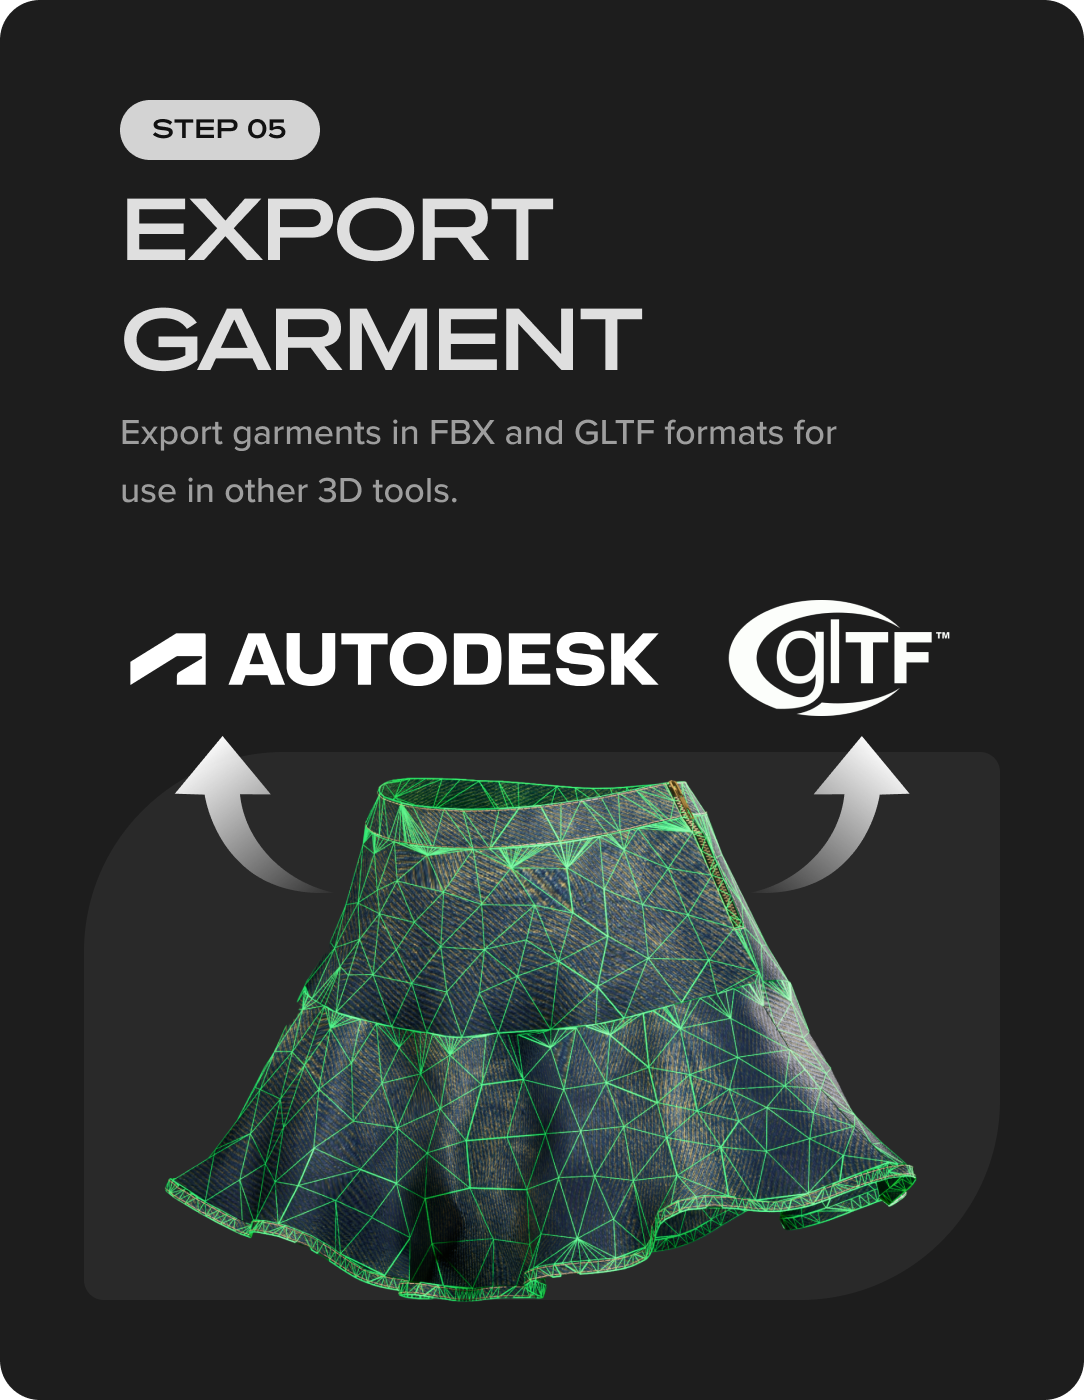 STEP 05
EXPORT
GARMENT
Export garments in FBX and GLTF formats for
use in other 3D tools.
AUTODESK
glTF™